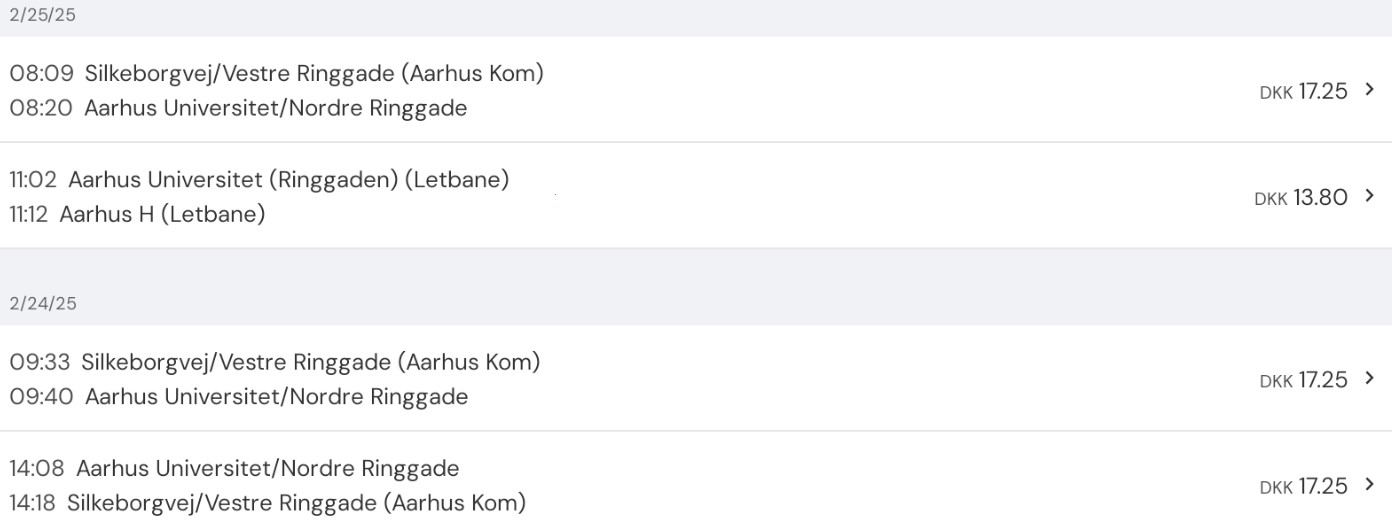 2/25/25
08:09 Silkeborgvej/Vestre Ringgade (Aarhus Kom)
08:20 Aarhus Universitet/Nordre Ringgade
DKK 17.25
11:02 Aarhus Universitet (Ringgaden) (Letbane)
11:12 Aarhus H (Letbane)
DKK 13.80
2/24/25
09:33 Silkeborgvej/Vestre Ringgade (Aarhus Kom)
09:40 Aarhus Universitet/Nordre Ringgade
DKK 17.25
14:08 Aarhus Universitet/Nordre Ringgade
14:18 Silkeborgvej/Vestre Ringgade (Aarhus Kom)
DKK 17.25